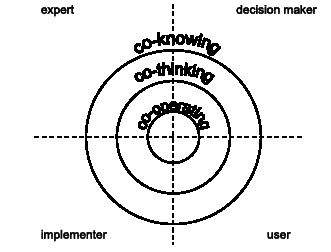 expert
decision maker
co-knowing
co-thinking
co-operating
implementer
user